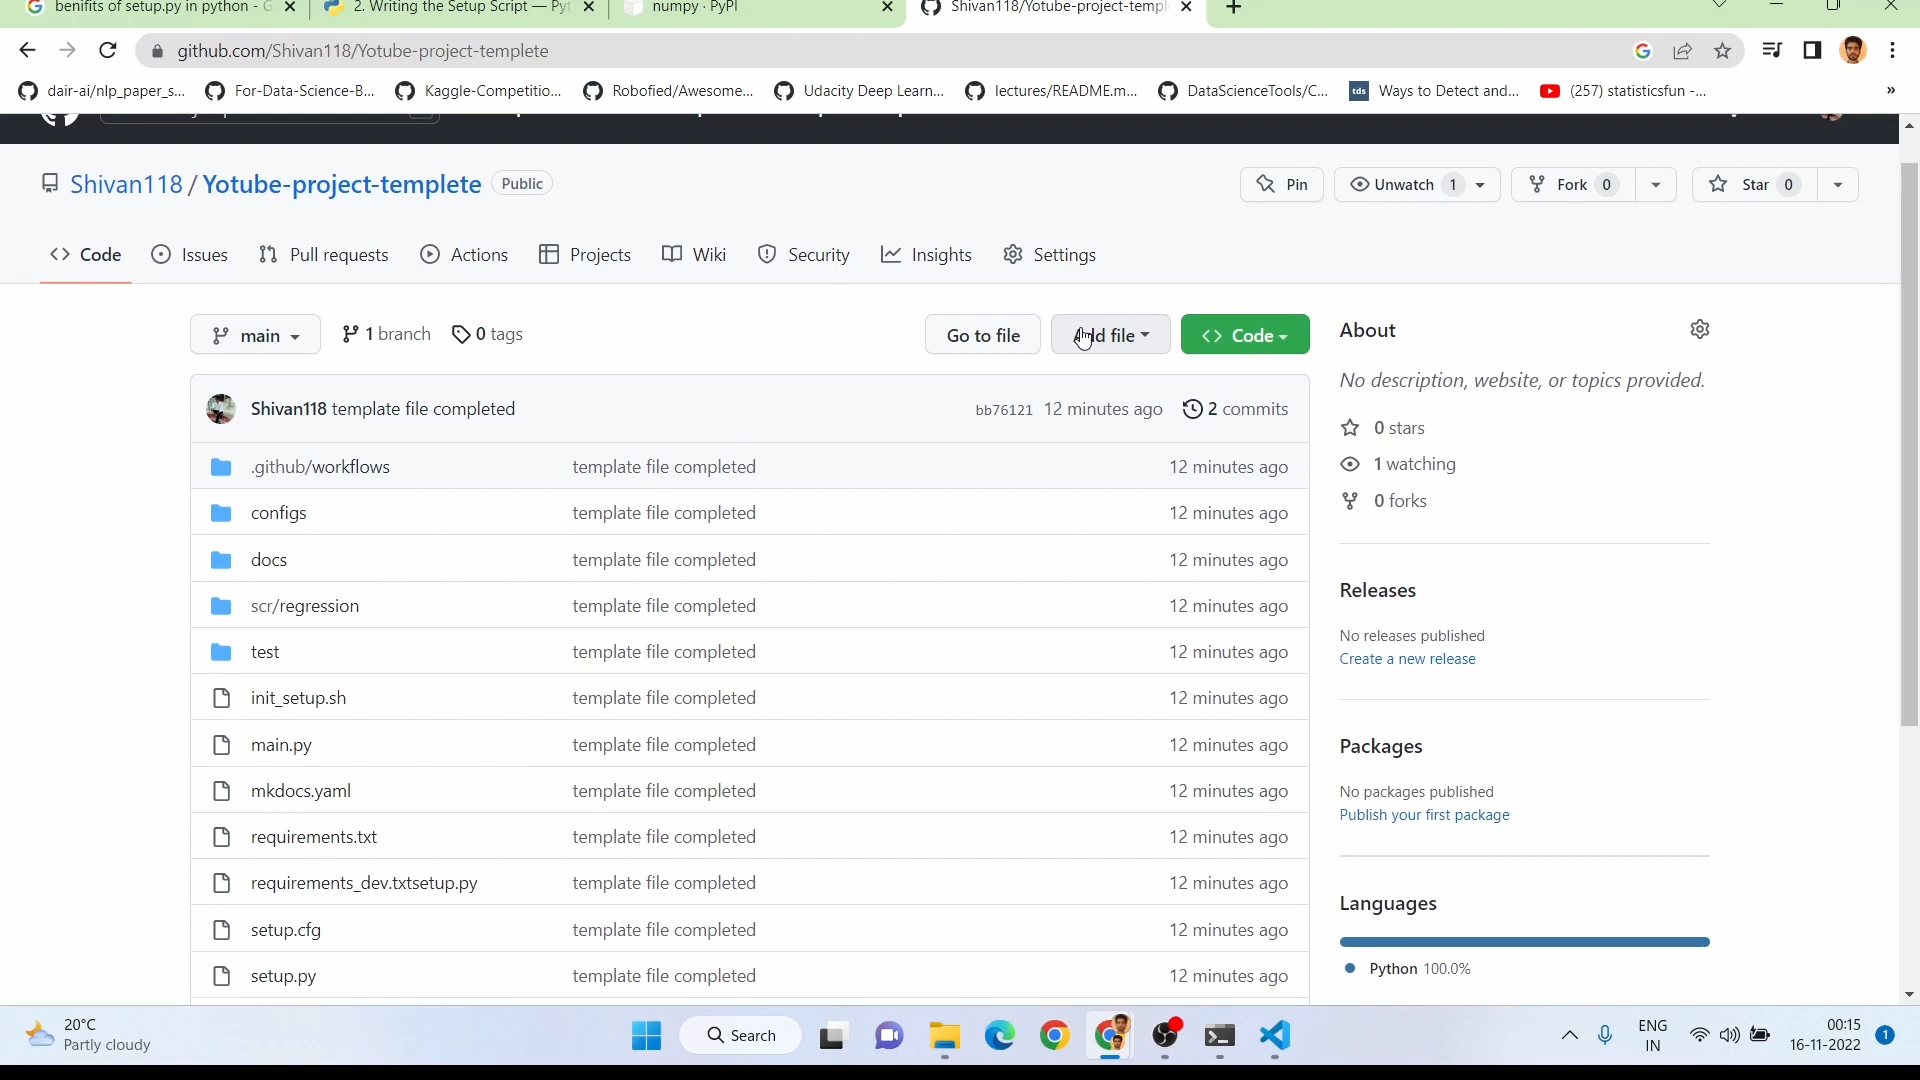 benifits of setup.py in python - G
2. Writing the Setup Script — Pyt
numpy · PyPI
Shivan118/Yotube-project-templ
github.com/Shivan118/Yotube-project-templete
dair-ai/nlp_paper_s...
For-Data-Science-B...
Kaggle-Competitio...
Robofied/Awesome...
Udacity Deep Learn...
lectures/README.m...
DataScienceTools/C...
tds
Ways to Detect and...
(257) statisticsfun -...
»
Shivan118 / Yotube-project-templete Public
Pin
Unwatch 1
Fork 0
Star 0
Code
Issues
Pull requests
Actions
Projects
Wiki
Security
Insights
Settings
main
1 branch
0 tags
Go to file
file
Code
Shivan118 template file completed
bb76121 12 minutes ago
2 commits
.github/workflows template file completed 12 minutes ago
configs template file completed 12 minutes ago
docs template file completed 12 minutes ago
scr/regression template file completed 12 minutes ago
test template file completed 12 minutes ago
init_setup.sh template file completed 12 minutes ago
main.py template file completed 12 minutes ago
mkdocs.yaml template file completed 12 minutes ago
requirements.txt template file completed 12 minutes ago
requirements_dev.txtsetup.py template file completed 12 minutes ago
setup.cfg template file completed 12 minutes ago
setup.py template file completed 12 minutes ago
About
No description, website, or topics provided.
0 stars
1 watching
0 forks
Releases
No releases published
Create a new release
Packages
No packages published
Publish your first package
Languages
Python 100.0%
20°C
Partly cloudy
Search
ENG
IN
00:15
16-11-2022
1